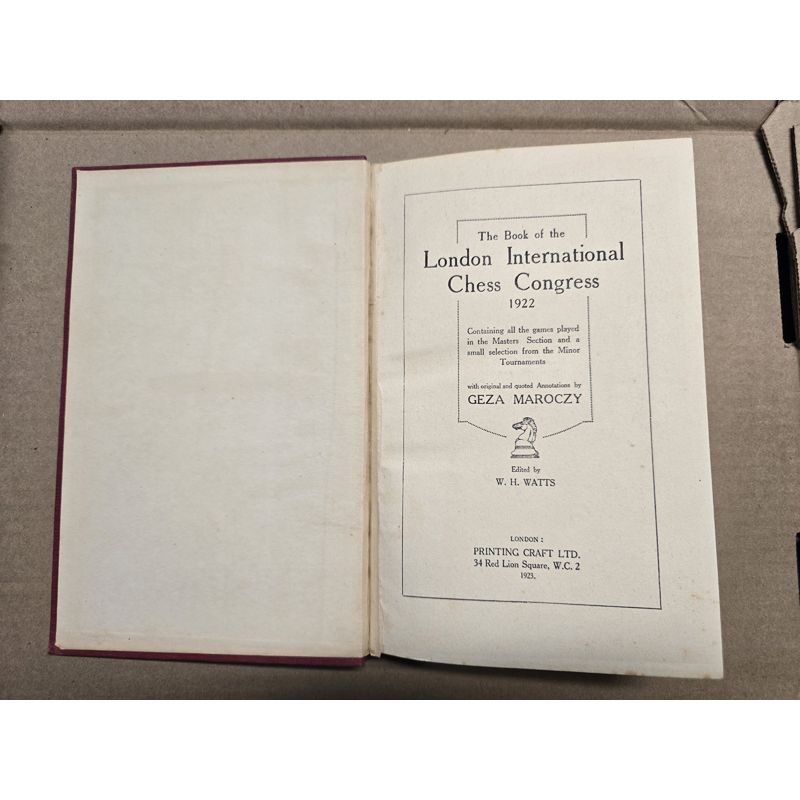 The Book of the
London International
Chess Congress
1922
Containing all the games played
in the Masters Section and a
small selection from the Minor
Tournaments
with original and quoted Annotations by
GEZA MAROCZY
Edited by
W. H. WATTS
LONDON :
PRINTING CRAFT LTD.
34 Red Lion Square, W.C. 2
1923.